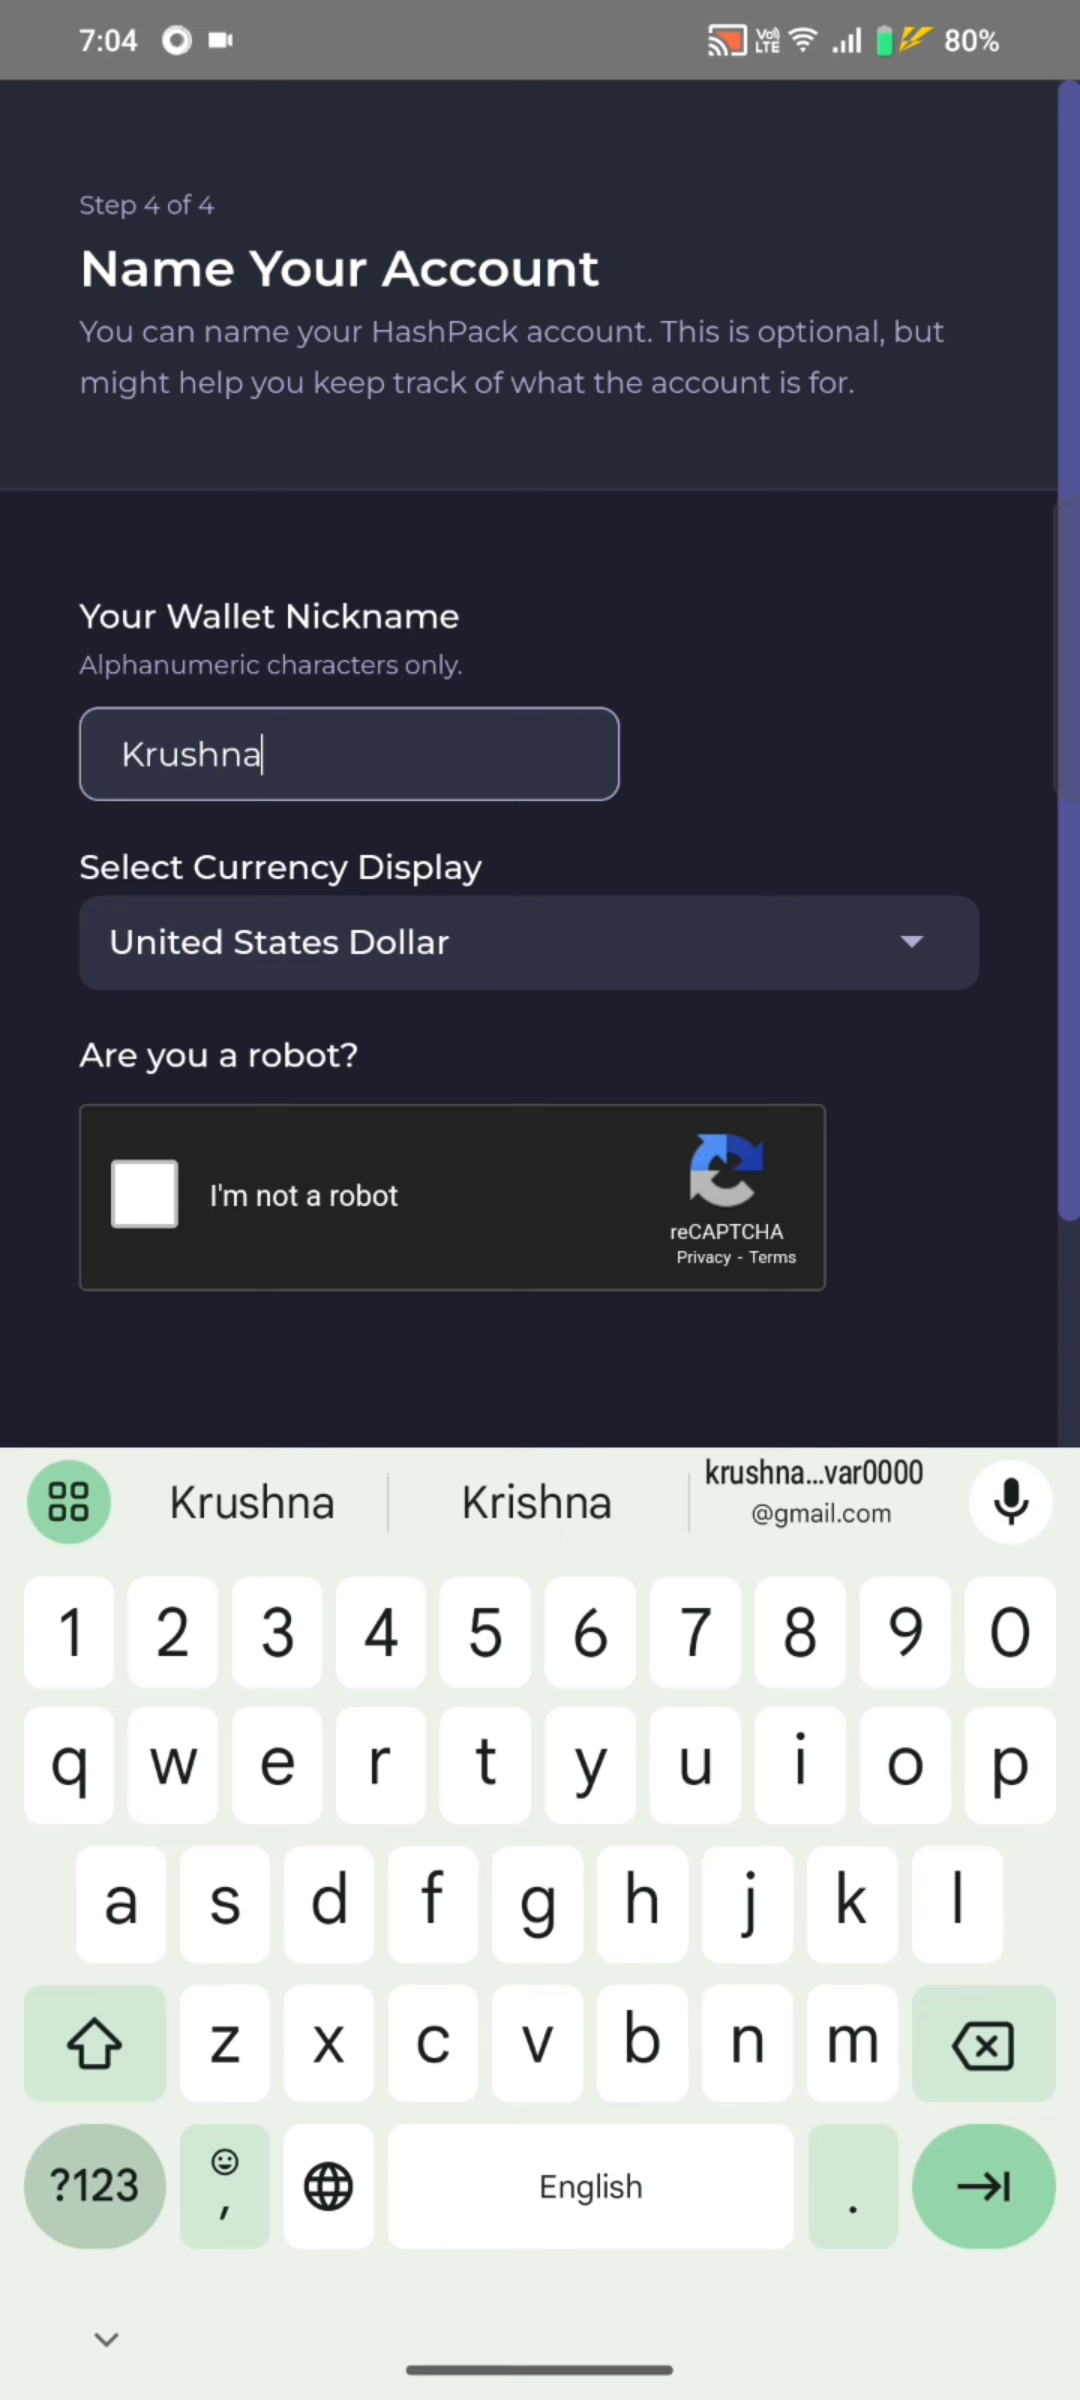 7:04
Vo) LTE
80%
Step 4 of 4
Name Your Account
You can name your HashPack account. This is optional, but
might help you keep track of what the account is for.
Your Wallet Nickname
Alphanumeric characters only.
Krushna
Select Currency Display
United States Dollar
Are you a robot?
I'm not a robot
reCAPTCHA
Privacy - Terms
Krushna
Krishna
krushna...var0000
@gmail.com
1 2 3 4 5 6 7 8 9 0
q w e r t y u i o p
a s d f g h j k l
z x c v b n m
?123 , English .